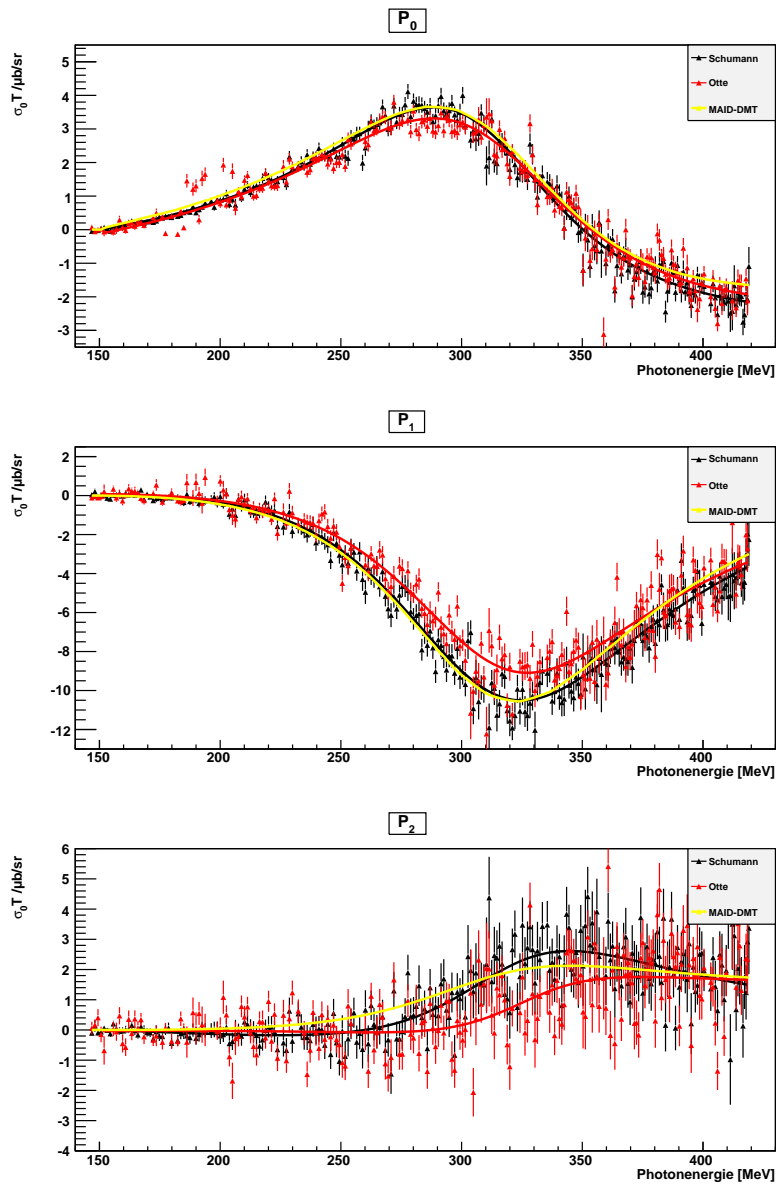 P₀
σ₀T /μb/sr
5
4
3
2
1
0
-1
-2
-3
Schumann
Otte
MAID-DMT
150 200 250 300 350 400
Photonenergie [MeV]
P₁
σ₀T /μb/sr
2
0
-2
-4
-6
-8
-10
-12
Schumann
Otte
MAID-DMT
150 200 250 300 350 400
Photonenergie [MeV]
P₂
σ₀T /μb/sr
6
5
4
3
2
1
0
-1
-2
-3
-4
Schumann
Otte
MAID-DMT
150 200 250 300 350 400
Photonenergie [MeV]